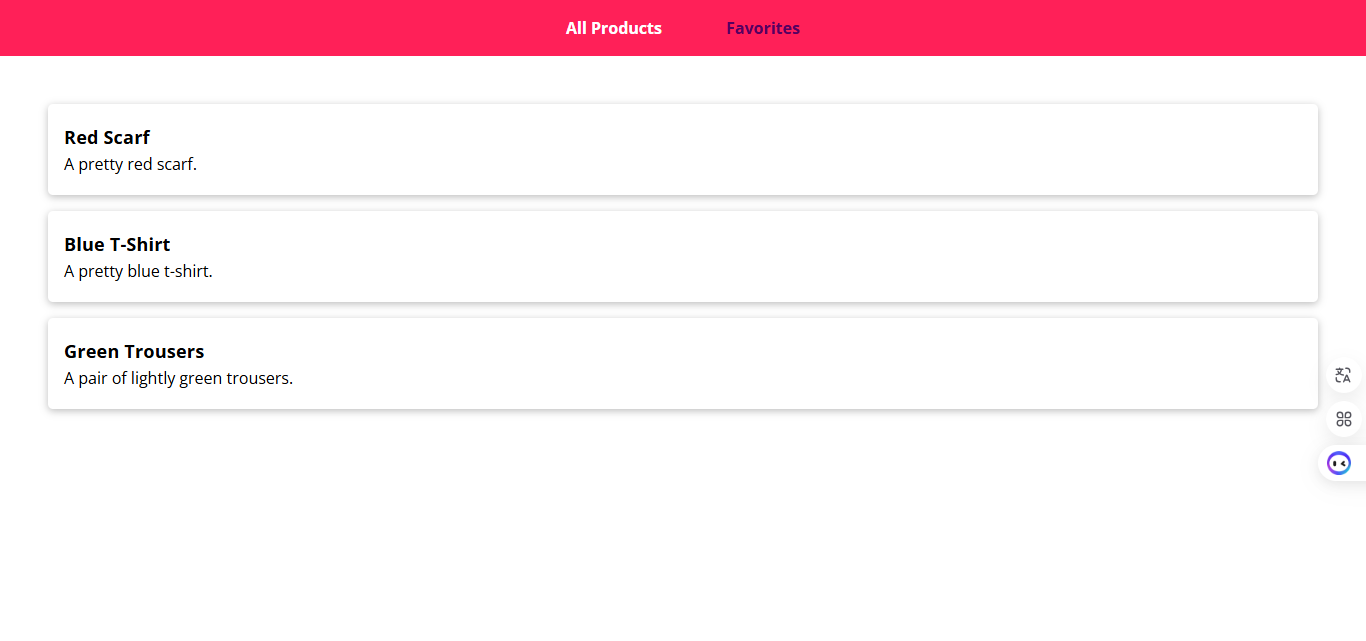 All Products Favorites
Red Scarf
A pretty red scarf.
Blue T-Shirt
A pretty blue t-shirt.
Green Trousers
A pair of lightly green trousers.